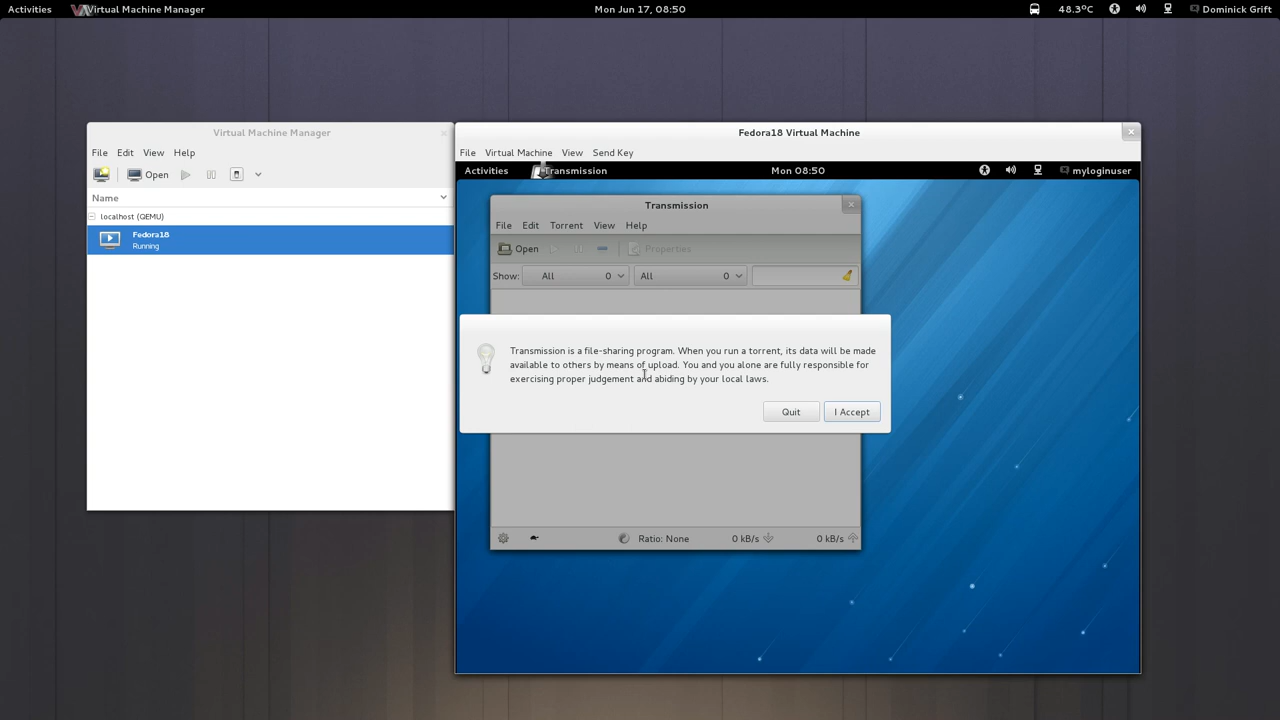 Activities
Virtual Machine Manager
Mon Jun 17, 08:50
48.3°C
Dominick Grift
Virtual Machine Manager
File Edit View Help
Open
Name
localhost (QEMU)
Fedora18
Running
Fedora18 Virtual Machine
File Virtual Machine View Send Key
Activities
Transmission
Mon 08:50
myloginuser
Transmission
File Edit Torrent View Help
Open
Properties
Show: All 0 All 0
Transmission is a file-sharing program. When you run a torrent, its data will be made
available to others by means of upload. You and you alone are fully responsible for
exercising proper judgement and abiding by your local laws.
Quit
I Accept
Ratio: None
0 kB/s
0 kB/s